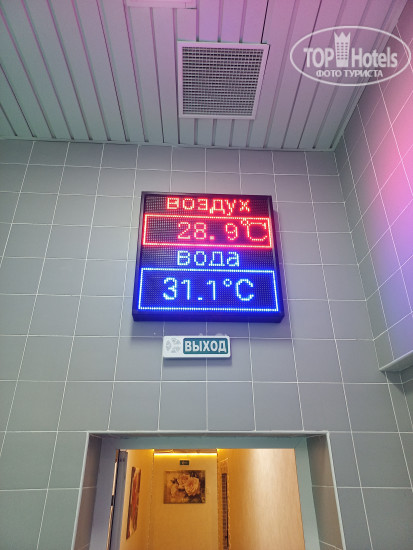 TOP Hotels
ФОТО ТУРИСТА
воздух
28.9°C
вода
31.1°C
ВЫХОД